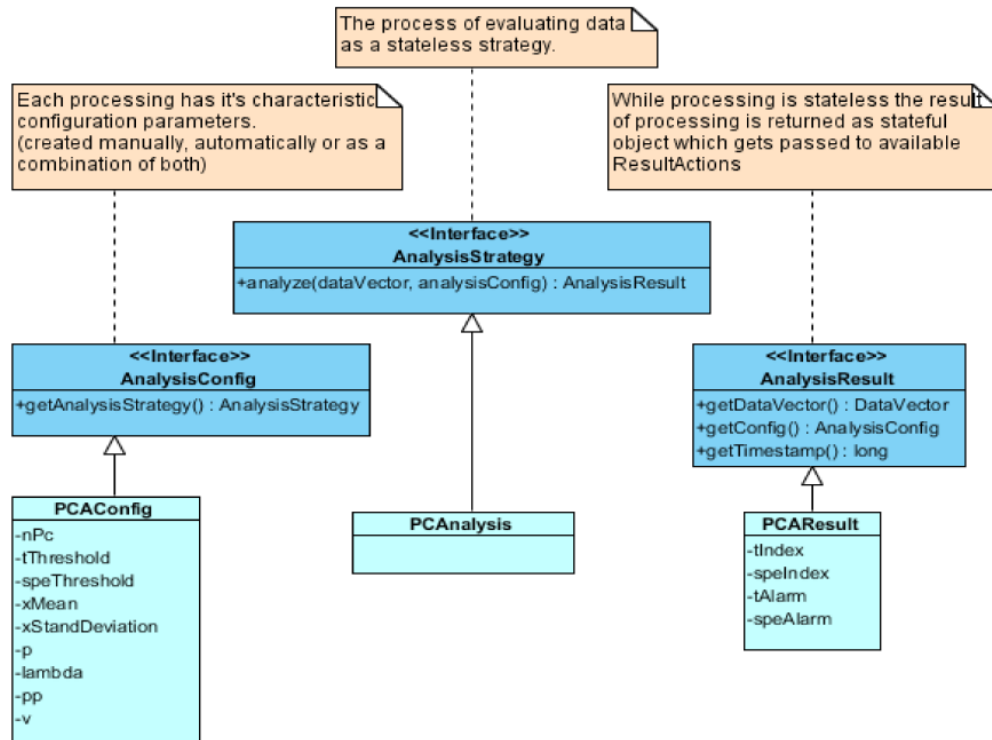 The process of evaluating data
as a stateless strategy.
Each processing has it's characteristic
configuration parameters.
(created manually, automatically or as a
combination of both)
While processing is stateless the result
of processing is returned as stateful
object which gets passed to available
ResultActions
<<Interface>>
AnalysisStrategy
+analyze(dataVector, analysisConfig) : AnalysisResult
<<Interface>>
AnalysisConfig
+getAnalysisStrategy() : AnalysisStrategy
<<Interface>>
AnalysisResult
+getDataVector() : DataVector
+getConfig() : AnalysisConfig
+getTimestamp() : long
PCAConfig
-nPc
-tThreshold
-speThreshold
-xMean
-xStandDeviation
-p
-lambda
-pp
-v
PCAnalysis
PCAResult
-tIndex
-speIndex
-tAlarm
-speAlarm